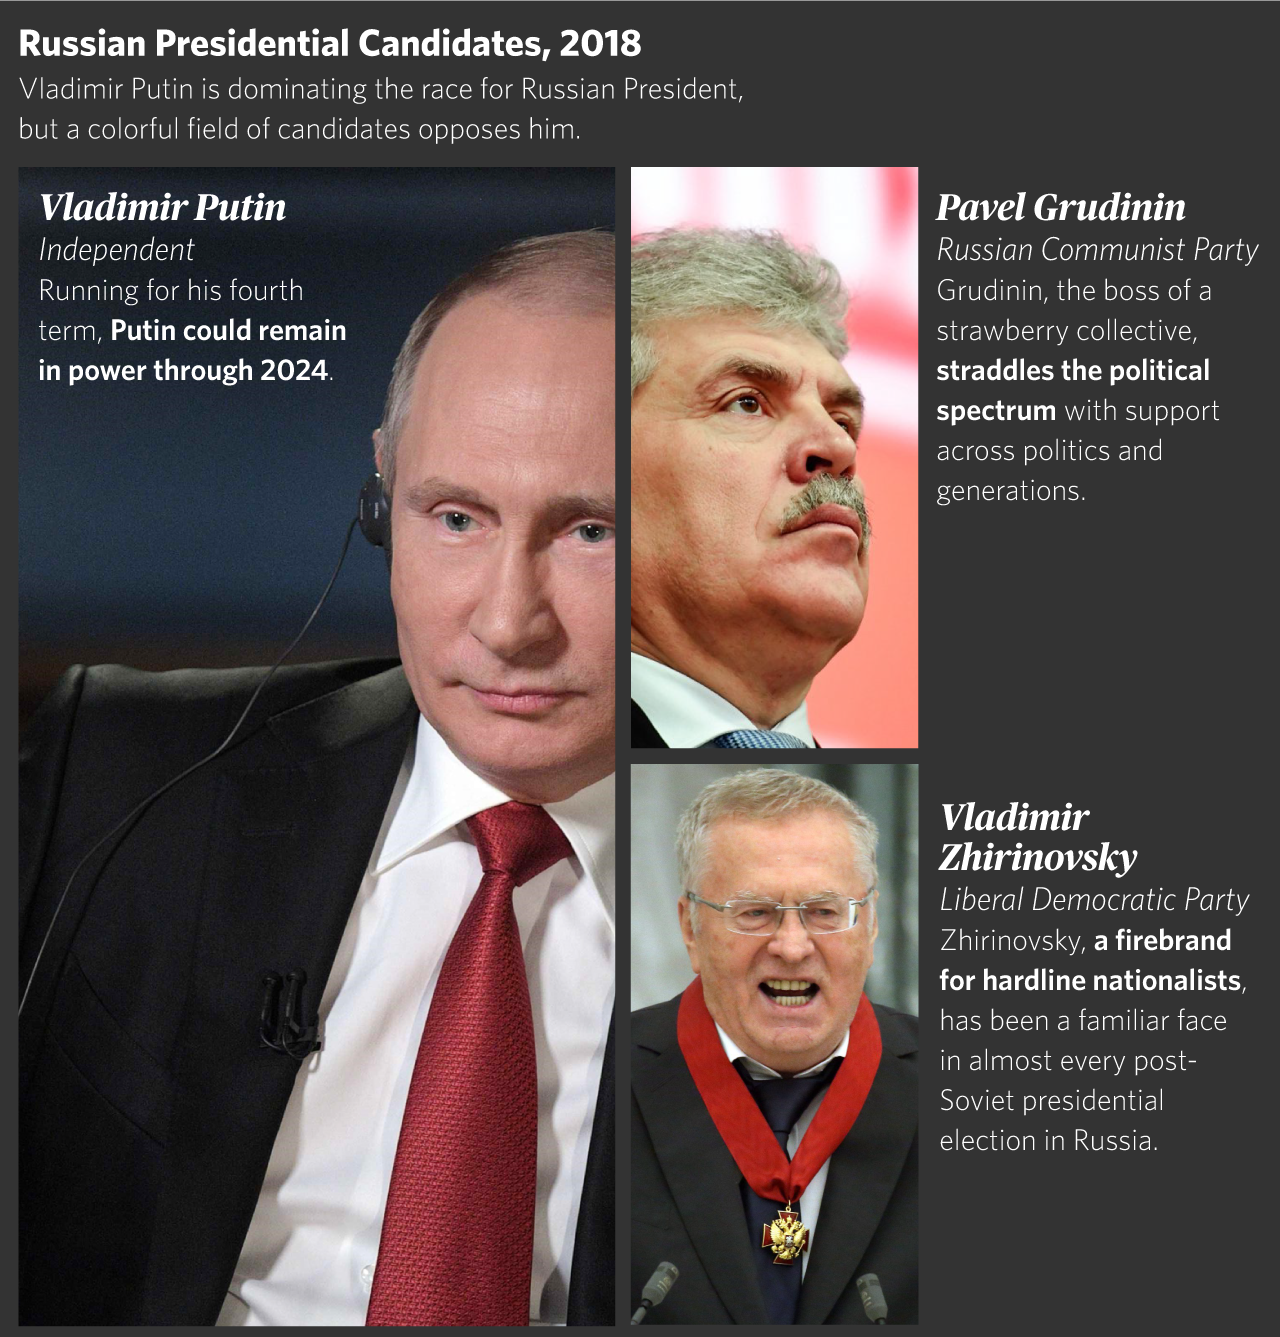 Russian Presidential Candidates, 2018
Vladimir Putin is dominating the race for Russian President,
but a colorful field of candidates opposes him.
Vladimir Putin
Independent
Running for his fourth
term, Putin could remain
in power through 2024.
Pavel Grudinin
Russian Communist Party
Grudinin, the boss of a
strawberry collective,
straddles the political
spectrum with support
across politics and
generations.
Vladimir
Zhirinovsky
Liberal Democratic Party
Zhirinovsky, a firebrand
for hardline nationalists,
has been a familiar face
in almost every post-
Soviet presidential
election in Russia.